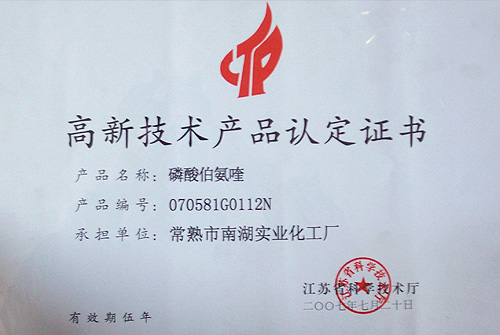 高新技术产品认定证书
产品名称：磷酸伯氨喹
产品编号：070581G0112N
承担单位：常熟市南湖实业化工厂
江苏省科学技术厅
二〇〇七年七月二十日
有效期伍年